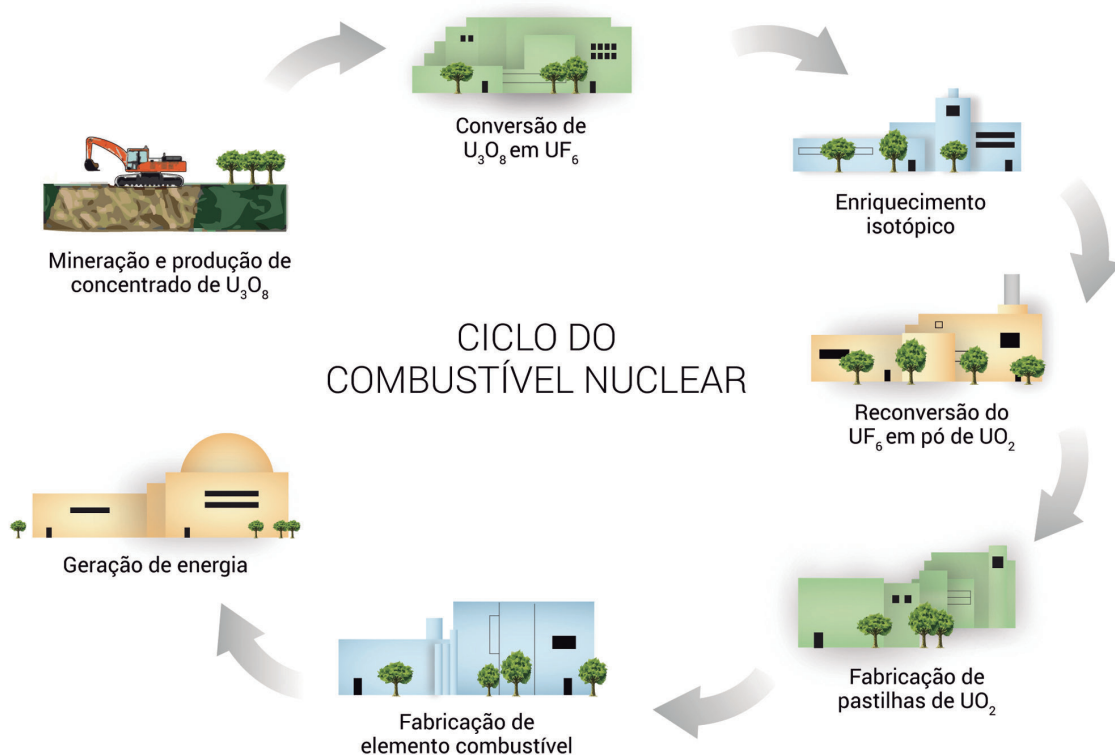 CICLO DO
COMBUSTÍVEL NUCLEAR
Mineração e produção de
concentrado de U₃O₈
Conversão de
U₃O₈ em UF₆
Enriquecimento
isotópico
Reconversão do
UF₆ em pó de UO₂
Fabricação de
pastilhas de UO₂
Fabricação de
elemento combustível
Geração de energia